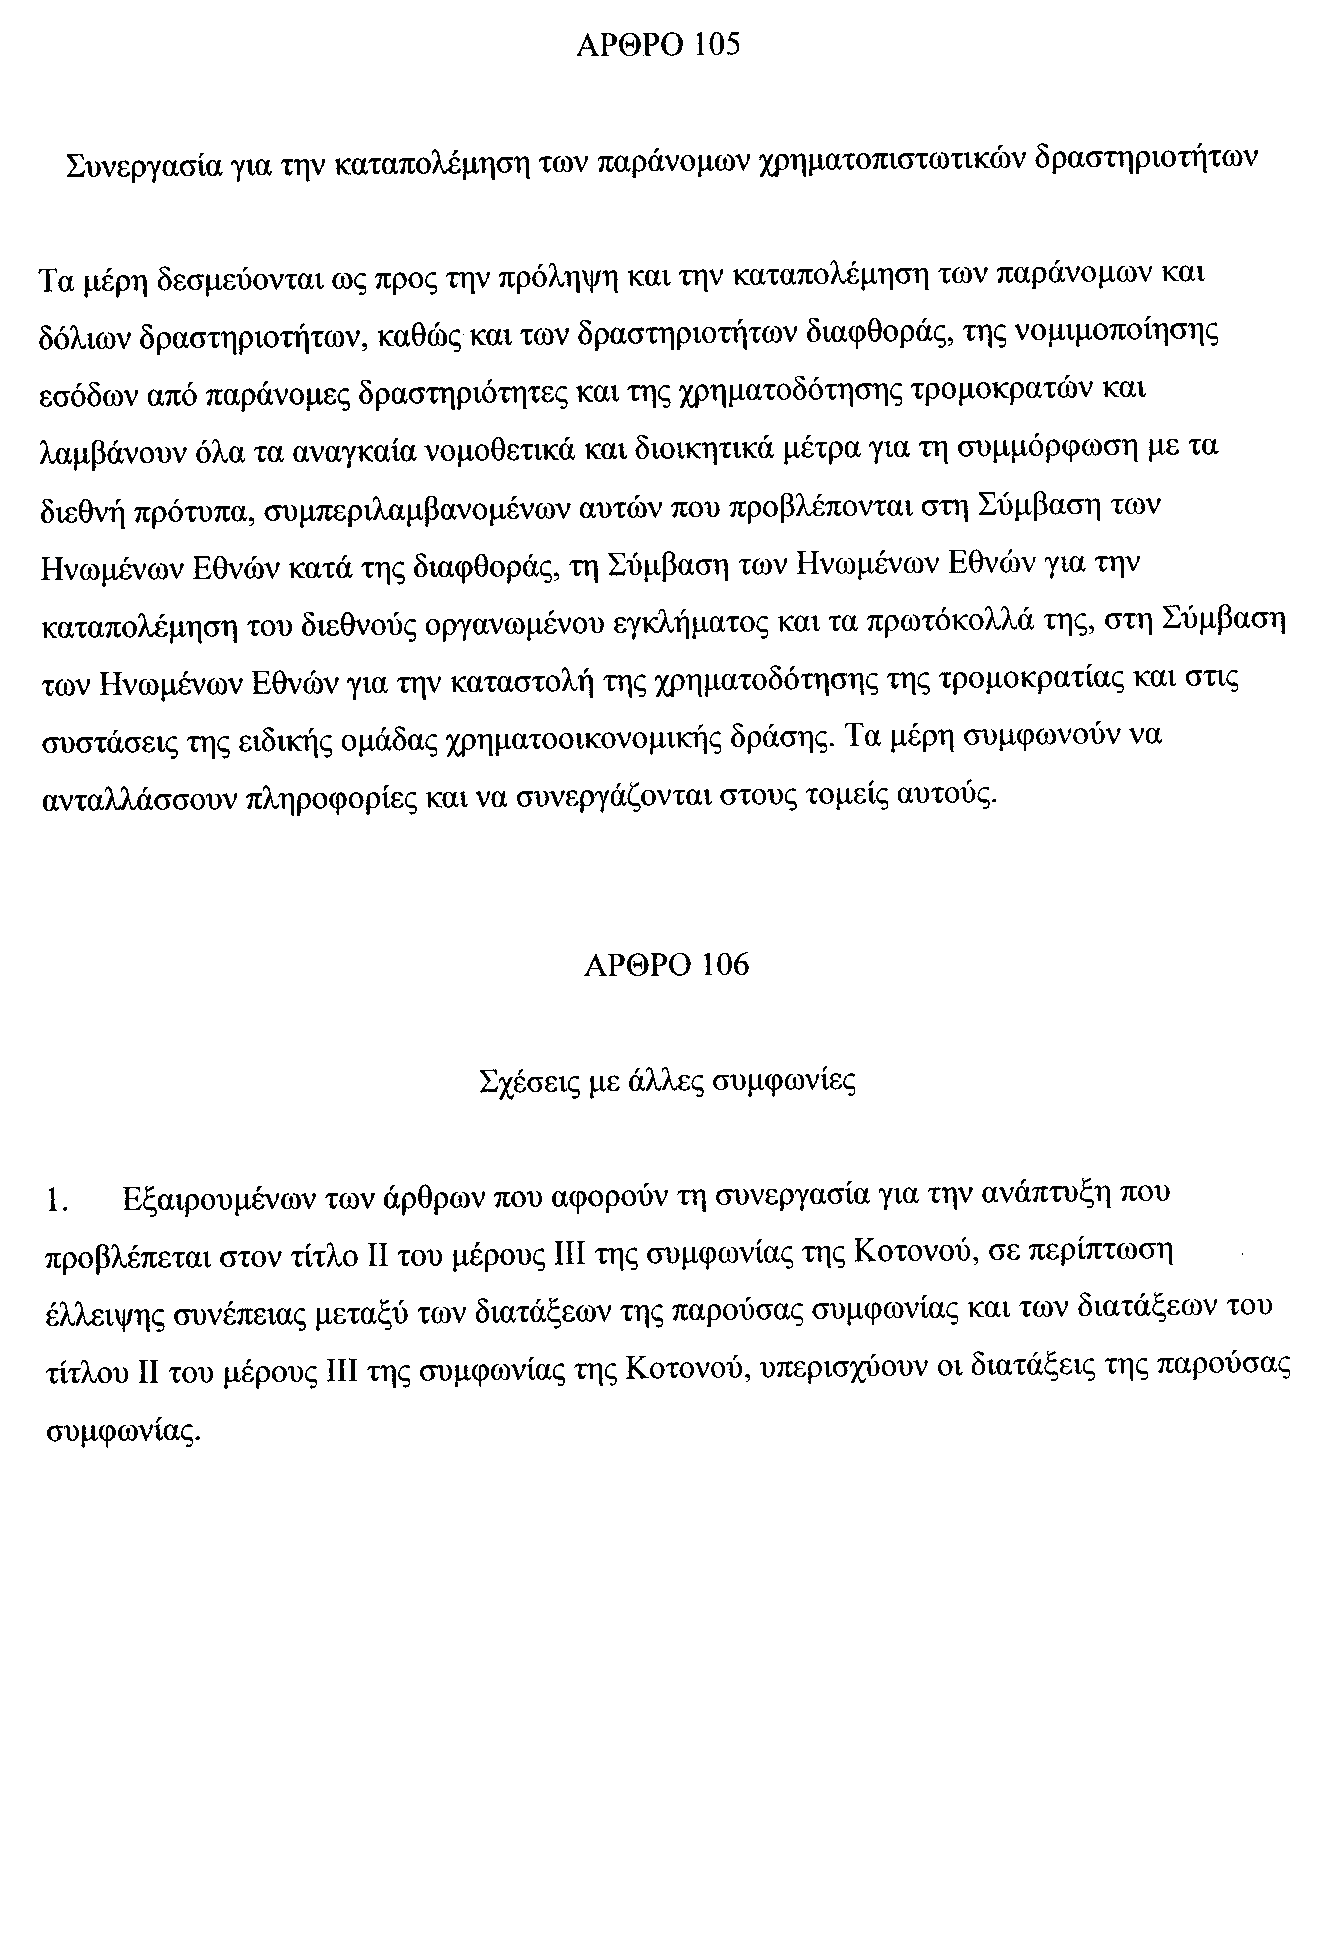 ΑΡΘΡΟ 105
Συνεργασία για την καταπολέμηση των παράνομων χρηματοπιστωτικών δραστηριοτήτων
Τα μέρη δεσμεύονται ως προς την πρόληψη και την καταπολέμηση των παράνομων και
δόλιων δραστηριοτήτων, καθώς και των δραστηριοτήτων διαφθοράς, της νομιμοποίησης
εσόδων από παράνομες δραστηριότητες και της χρηματοδότησης τρομοκρατών και
λαμβάνουν όλα τα αναγκαία νομοθετικά και διοικητικά μέτρα για τη συμμόρφωση με τα
διεθνή πρότυπα, συμπεριλαμβανομένων αυτών που προβλέπονται στη Σύμβαση των
Ηνωμένων Εθνών κατά της διαφθοράς, τη Σύμβαση των Ηνωμένων Εθνών για την
καταπολέμηση του διεθνούς οργανωμένου εγκλήματος και τα πρωτόκολλά της, στη Σύμβαση
των Ηνωμένων Εθνών για την καταστολή της χρηματοδότησης της τρομοκρατίας και στις
συστάσεις της ειδικής ομάδας χρηματοοικονομικής δράσης. Τα μέρη συμφωνούν να
ανταλλάσσουν πληροφορίες και να συνεργάζονται στους τομείς αυτούς.
ΑΡΘΡΟ 106
Σχέσεις με άλλες συμφωνίες
1. Εξαιρουμένων των άρθρων που αφορούν τη συνεργασία για την ανάπτυξη που
προβλέπεται στον τίτλο ΙΙ του μέρους ΙΙΙ της συμφωνίας της Κοτονού, σε περίπτωση
έλλειψης συνέπειας μεταξύ των διατάξεων της παρούσας συμφωνίας και των διατάξεων του
τίτλου ΙΙ του μέρους ΙΙΙ της συμφωνίας της Κοτονού, υπερισχύουν οι διατάξεις της παρούσας
συμφωνίας.